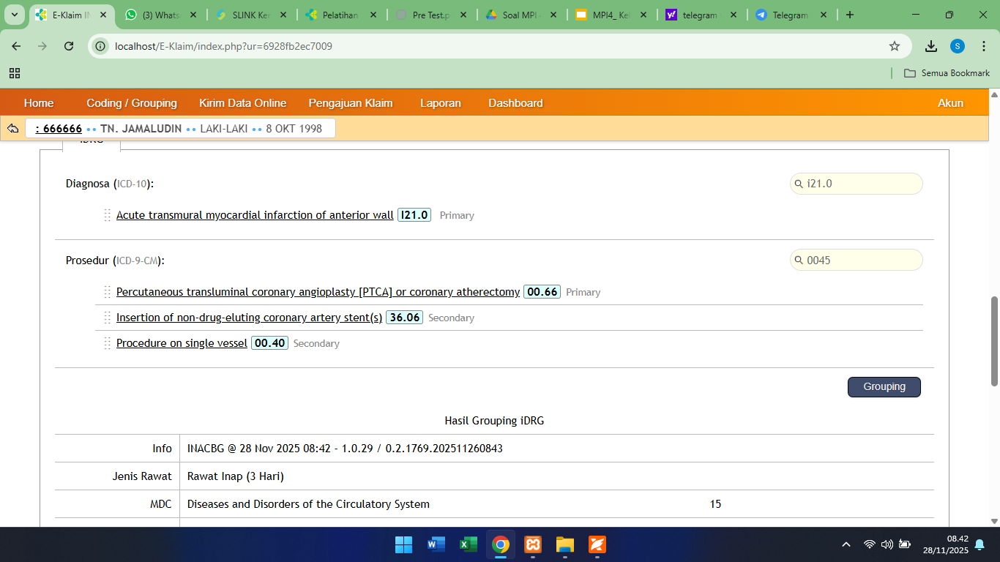 E-Klaim IN
(3) Whats
SLINK Ker
Pelatihan
Pre Test.p
Soal MPI -
MPI4_ Kel
telegram
Telegram
localhost/E-Klaim/index.php?ur=6928fb2ec7009
S
Semua Bookmark
Home Coding / Grouping Kirim Data Online Pengajuan Klaim Laporan Dashboard Akun
: 666666 •• TN. JAMALUDIN •• LAKI-LAKI •• 8 OKT 1998
iDRG
Diagnosa (ICD-10): i21.0
Acute transmural myocardial infarction of anterior wall I21.0 Primary
Prosedur (ICD-9-CM): 0045
Percutaneous transluminal coronary angioplasty [PTCA] or coronary atherectomy 00.66 Primary
Insertion of non-drug-eluting coronary artery stent(s) 36.06 Secondary
Procedure on single vessel 00.40 Secondary
Grouping
Hasil Grouping iDRG
Info INACBG @ 28 Nov 2025 08:42 - 1.0.29 / 0.2.1769.202511260843
Jenis Rawat Rawat Inap (3 Hari)
MDC Diseases and Disorders of the Circulatory System 15
08.42
28/11/2025